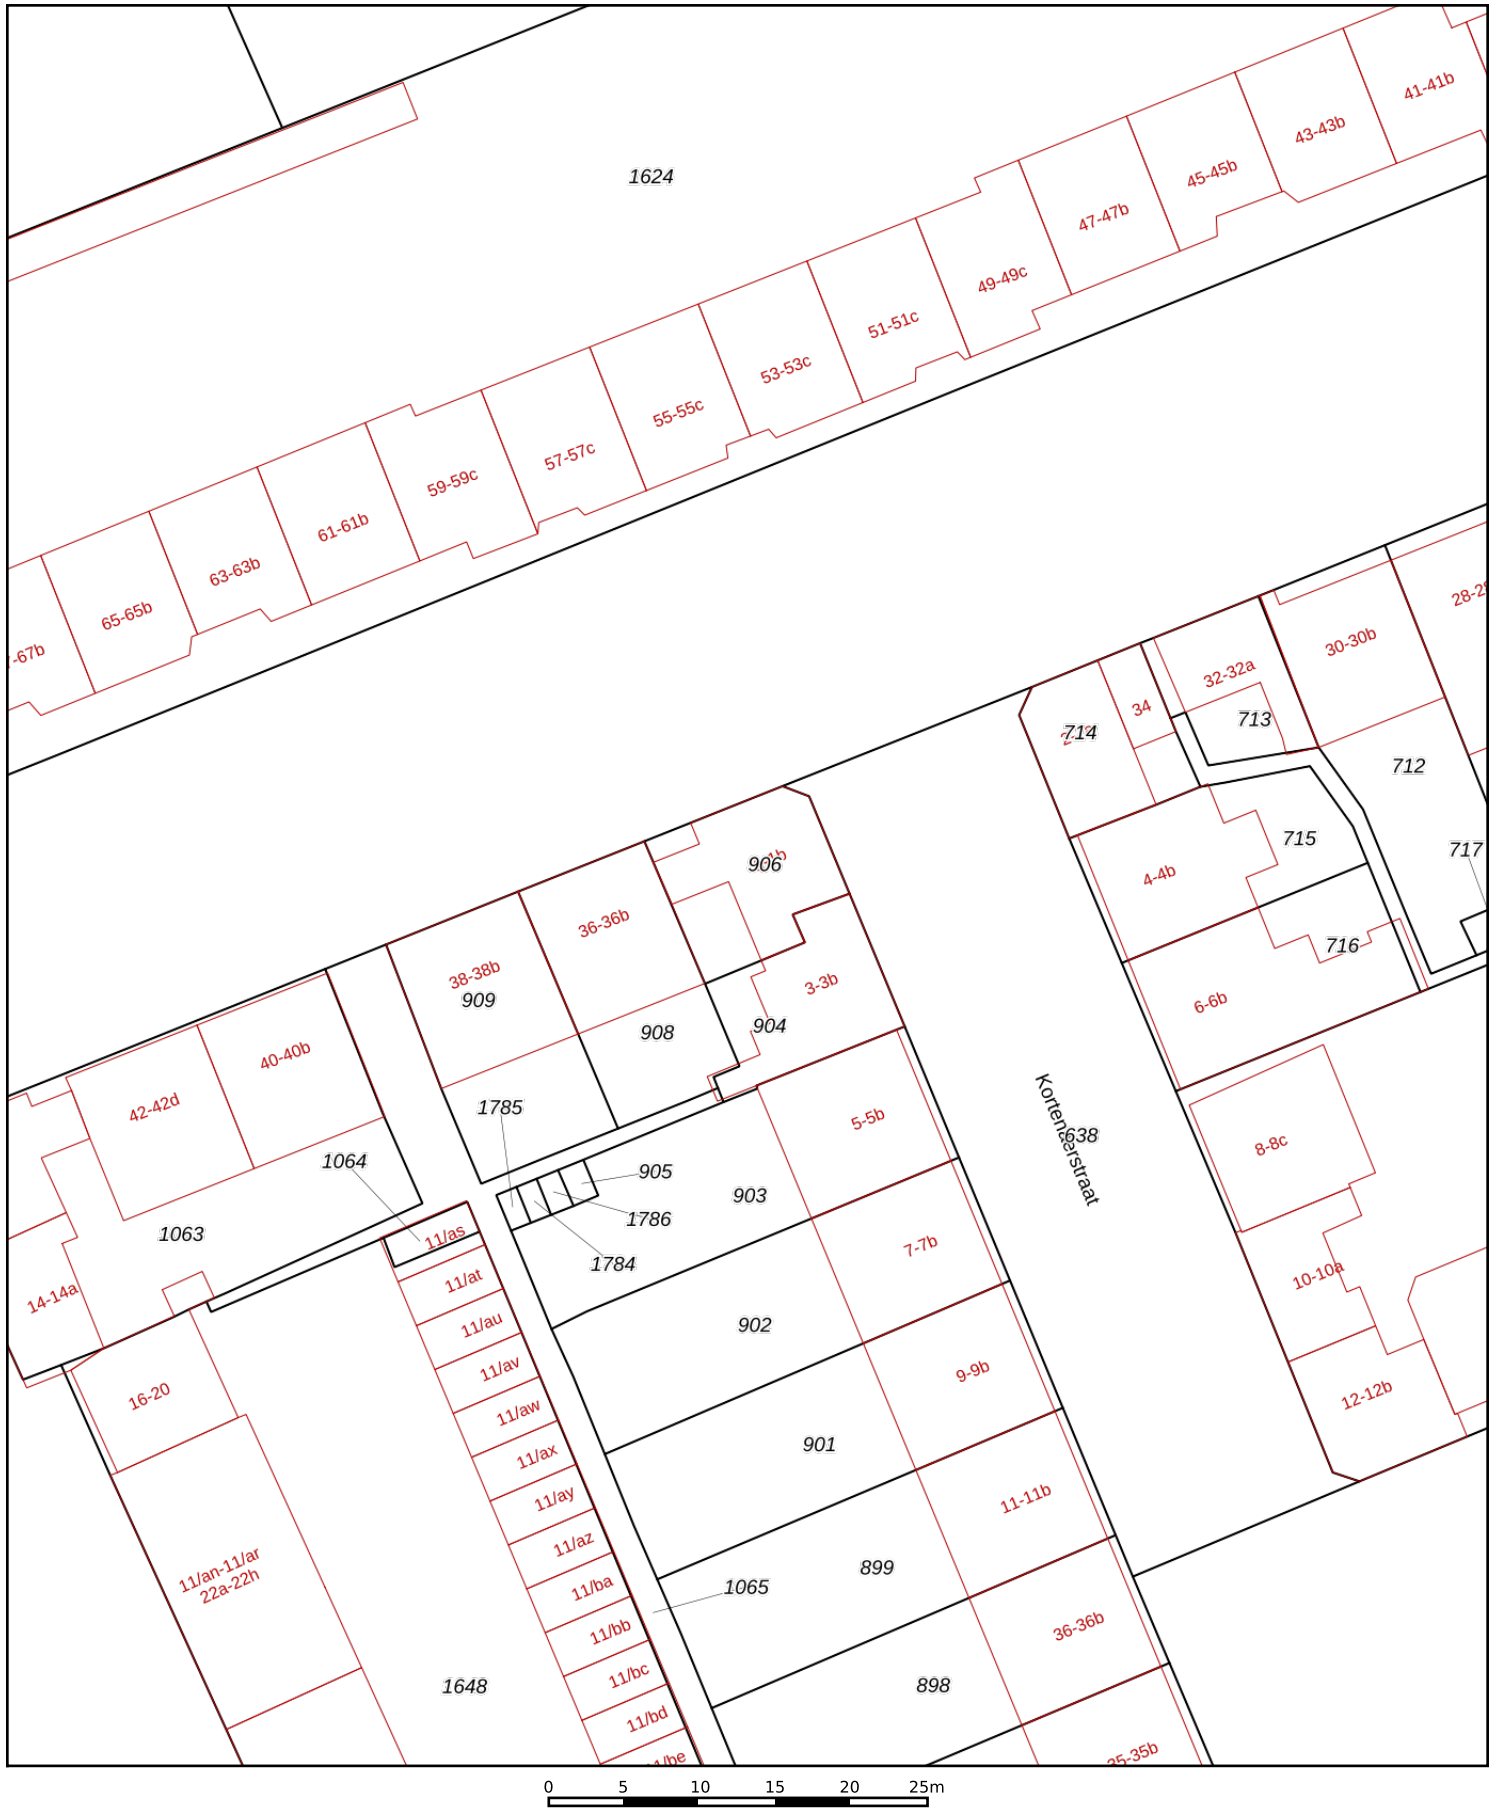 41-41b
43-43b
1624
45-45b
47-47b
49-49c
51-51c
53-53c
55-55c
57-57c
59-59c
61-61b
63-63b
65-65b
7-67b
28-28
30-30b
32-32a
34
713
714
712
715
717
906
4-4b
36-36b
716
38-38b
909
3-3b
6-6b
904
908
40-40b
42-42d
1785
5-5b
Kortenaerstraat
638
8-8c
1064
905
903
1063
1786
11/as
7-7b
1784
11/at
10-10a
14-14a
11/au
902
11/av
9-9b
16-20
12-12b
11/aw
901
11/ax
11/ay
11-11b
11/az
11/an-11/ar
22a-22h
899
11/ba
1065
11/bb
36-36b
11/bc
1648
898
11/bd
11/be
35-35b
0 5 10 15 20 25m